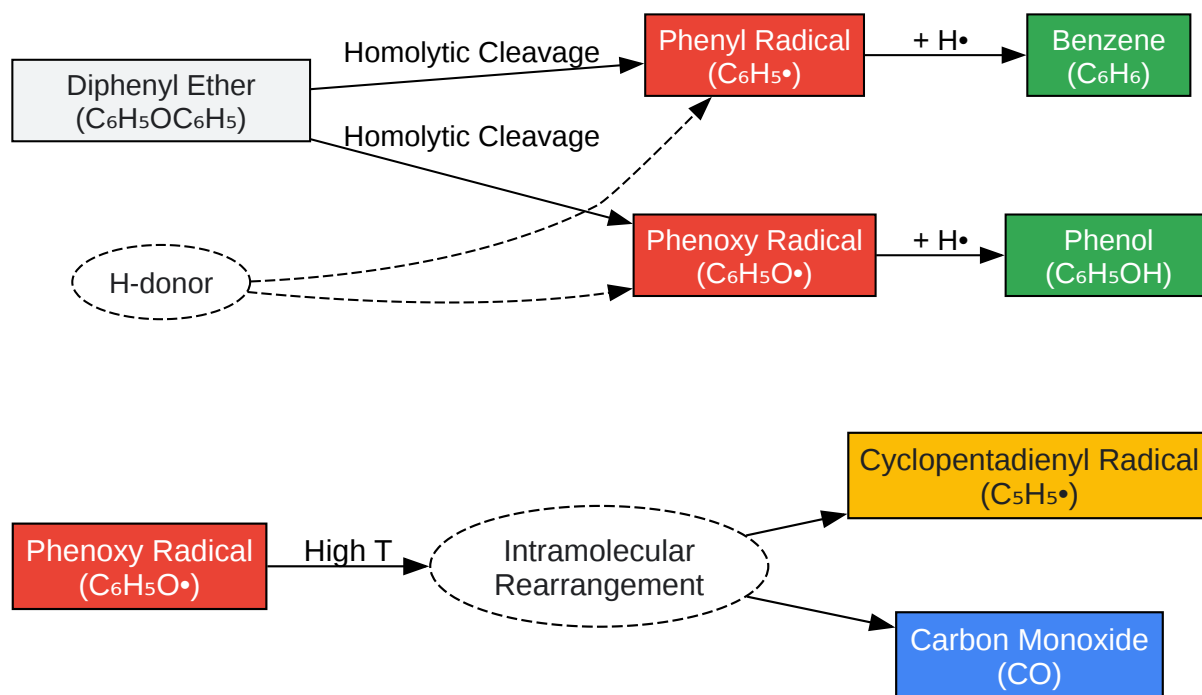 Homolytic Cleavage
Phenyl Radical
(C₆H₅•)
+ H•
Benzene
(C₆H₆)
Diphenyl Ether
(C₆H₅OC₆H₅)
Homolytic Cleavage
Phenoxy Radical
(C₆H₅O•)
+ H•
Phenol
(C₆H₅OH)
H-donor
Cyclopentadienyl Radical
(C₅H₅•)
Phenoxy Radical
(C₆H₅O•)
High T
Intramolecular
Rearrangement
Carbon Monoxide
(CO)